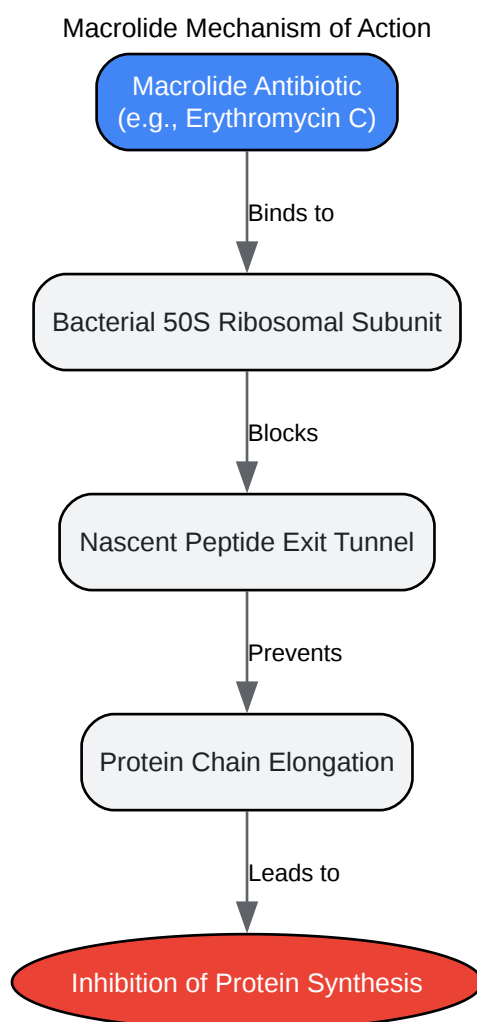 Macrolide Mechanism of Action
Macrolide Antibiotic
(e.g., Erythromycin C)
Binds to
Bacterial 50S Ribosomal Subunit
Blocks
Nascent Peptide Exit Tunnel
Prevents
Protein Chain Elongation
Leads to
Inhibition of Protein Synthesis